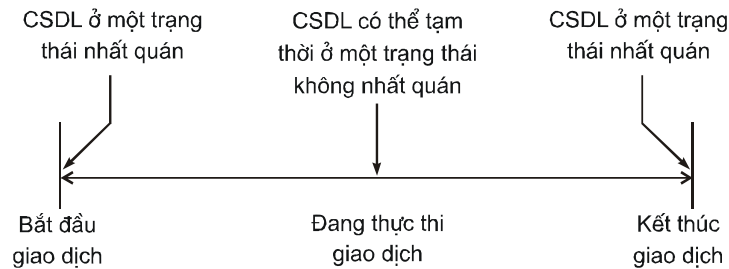 CSDL ở một trạng
thái nhất quán
CSDL có thể tạm
thời ở một trạng thái
không nhất quán
CSDL ở một trạng
thái nhất quán
Bắt đầu
giao dịch
Đang thực thi
giao dịch
Kết thúc
giao dịch